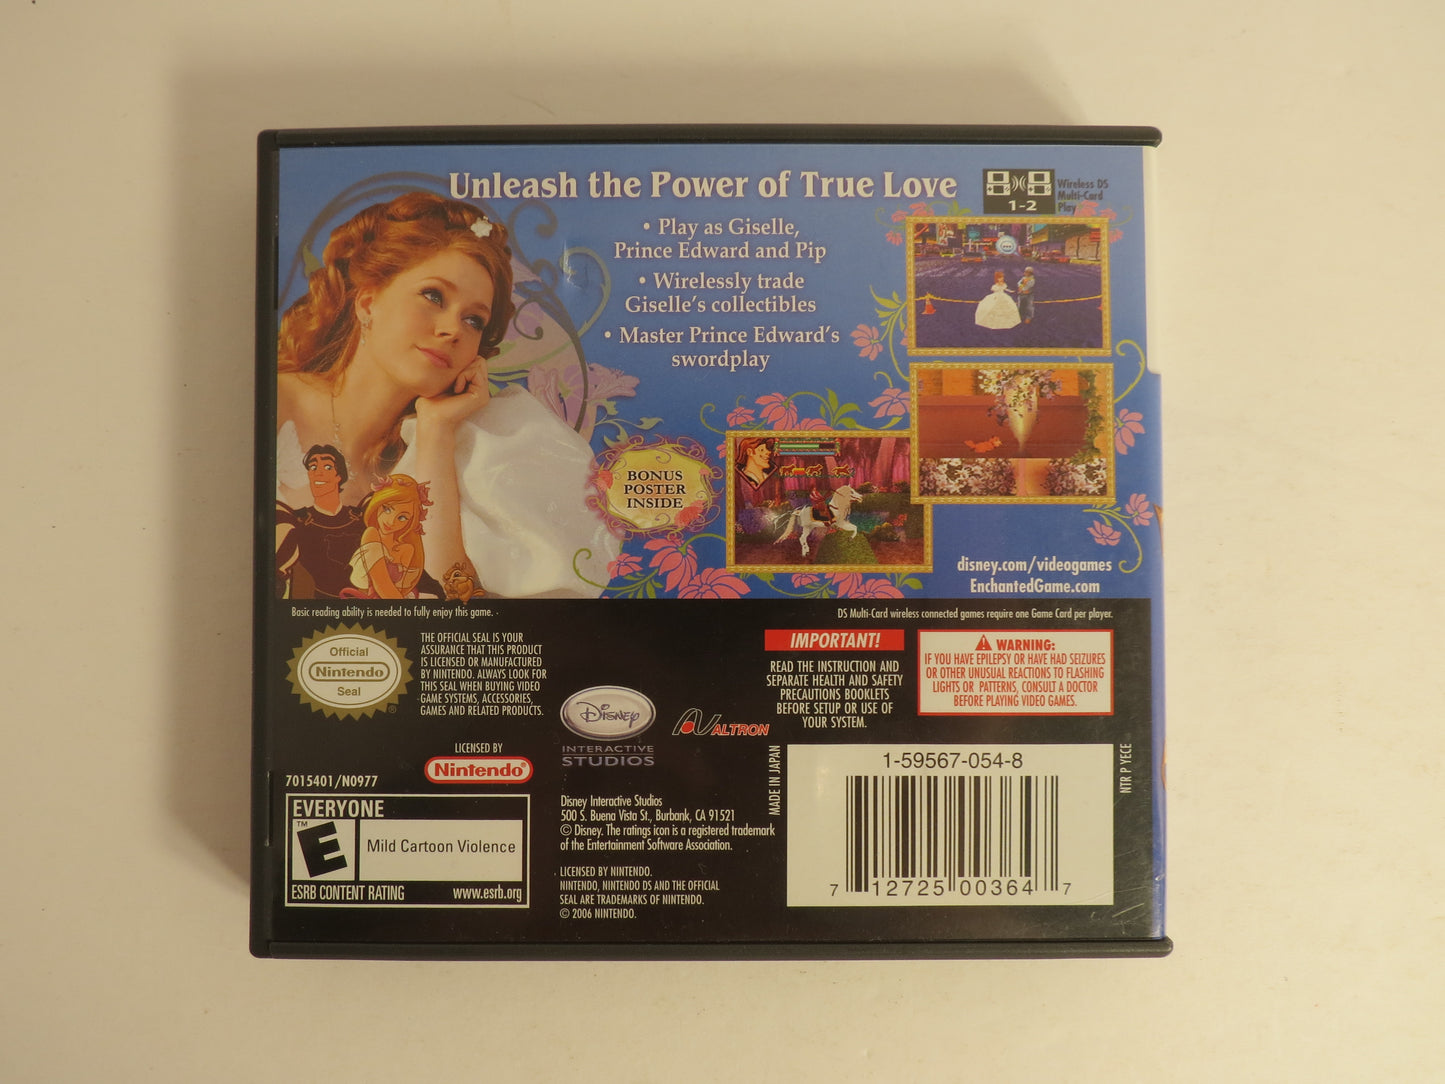 Unleash the Power of True Love
1-2
Wireless DS
Multi-Card
Play
• Play as Giselle,
Prince Edward and Pip
• Wirelessly trade
Giselle's collectibles
• Master Prince Edward's
swordplay
BONUS
POSTER
INSIDE
disney.com/videogames
EnchantedGame.com
Basic reading ability is needed to fully enjoy this game.
DS Multi-Card wireless connected games require one Game Card per player.
Official
Nintendo
Seal
®
THE OFFICIAL SEAL IS YOUR
ASSURANCE THAT THIS PRODUCT
IS LICENSED OR MANUFACTURED
BY NINTENDO. ALWAYS LOOK FOR
THIS SEAL WHEN BUYING VIDEO
GAME SYSTEMS, ACCESSORIES,
GAMES AND RELATED PRODUCTS.
LICENSED BY
Nintendo®
7015401/N0977
EVERYONE
™
E
Mild Cartoon Violence
ESRB CONTENT RATING www.esrb.org
Disney
INTERACTIVE
STUDIOS
ALTRON
Disney Interactive Studios
500 S. Buena Vista St., Burbank, CA 91521
© Disney. The ratings icon is a registered trademark
of the Entertainment Software Association.
LICENSED BY NINTENDO.
NINTENDO, NINTENDO DS AND THE OFFICIAL
SEAL ARE TRADEMARKS OF NINTENDO.
© 2006 NINTENDO.
IMPORTANT!
READ THE INSTRUCTION AND
SEPARATE HEALTH AND SAFETY
PRECAUTIONS BOOKLETS
BEFORE SETUP OR USE OF
YOUR SYSTEM.
WARNING:
IF YOU HAVE EPILEPSY OR HAVE HAD SEIZURES
OR OTHER UNUSUAL REACTIONS TO FLASHING
LIGHTS OR PATTERNS, CONSULT A DOCTOR
BEFORE PLAYING VIDEO GAMES.
MADE IN JAPAN
1-59567-054-8
7 12725 00364 7
NTR P YECE